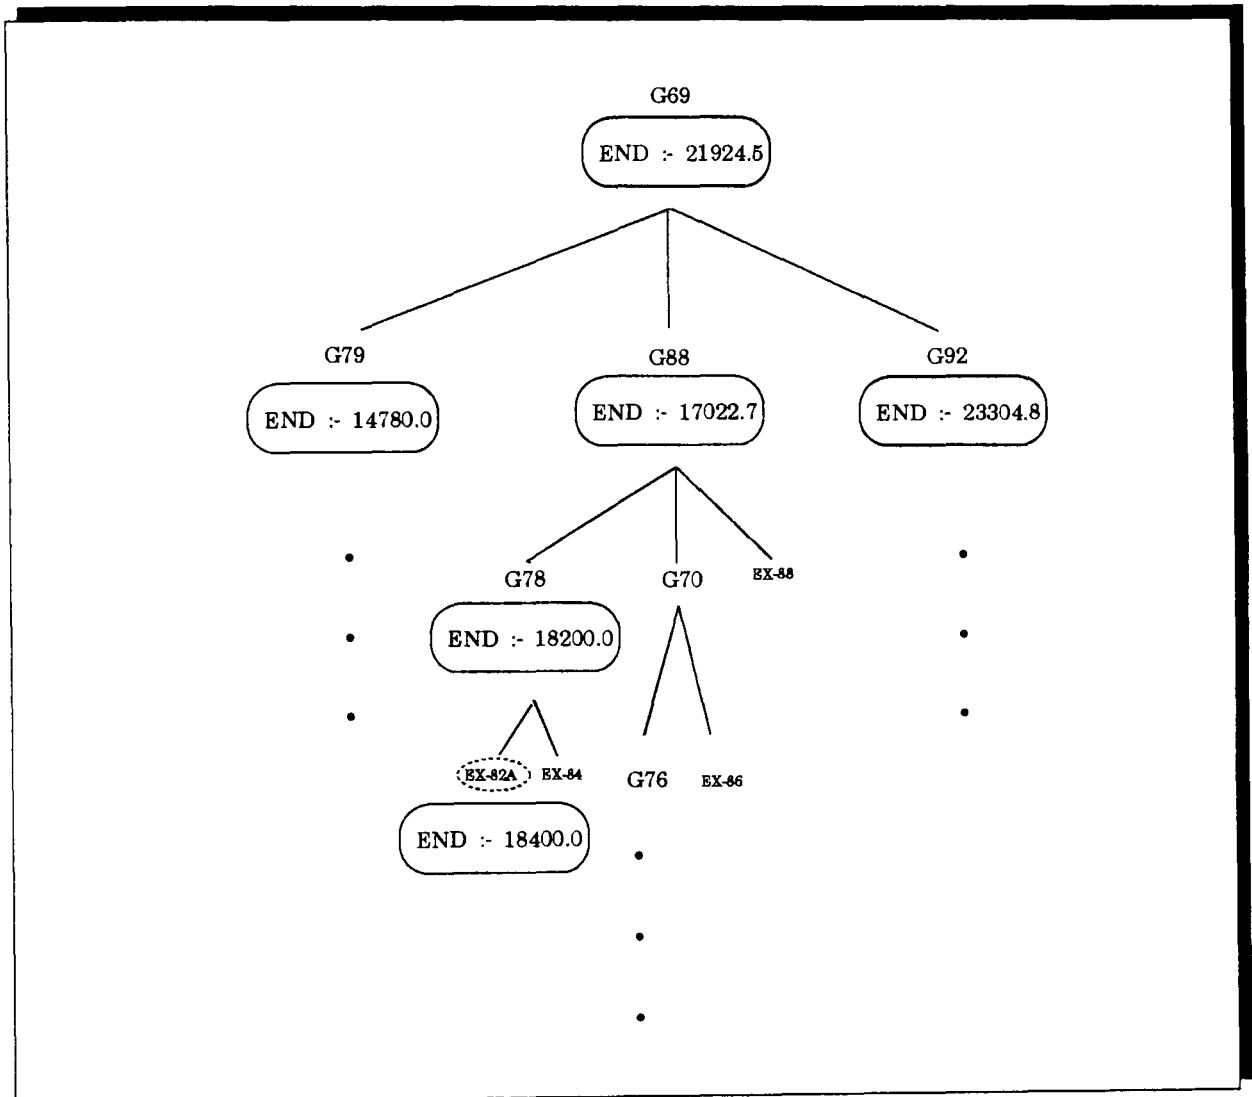 G69
END :- 21924.5
G79 G88 G92
END :- 14780.0 END :- 17022.7 END :- 23304.8
G78 G70 EX-88
END :- 18200.0
EX-82A EX-84 G76 EX-86
END :- 18400.0